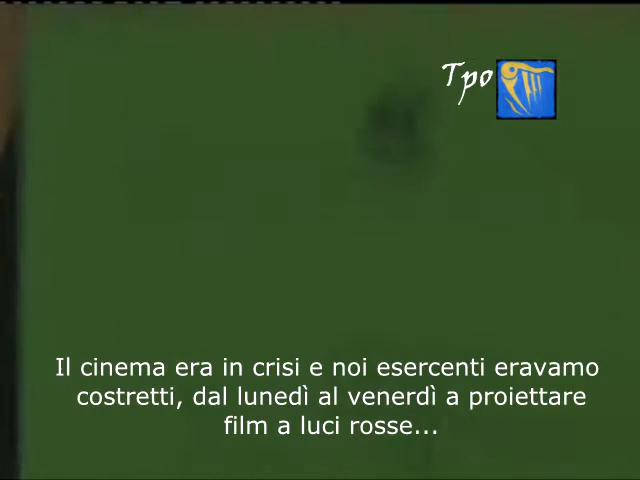 Tpo
Il cinema era in crisi e noi esercenti eravamo
costretti, dal lunedì al venerdì a proiettare
film a luci rosse...